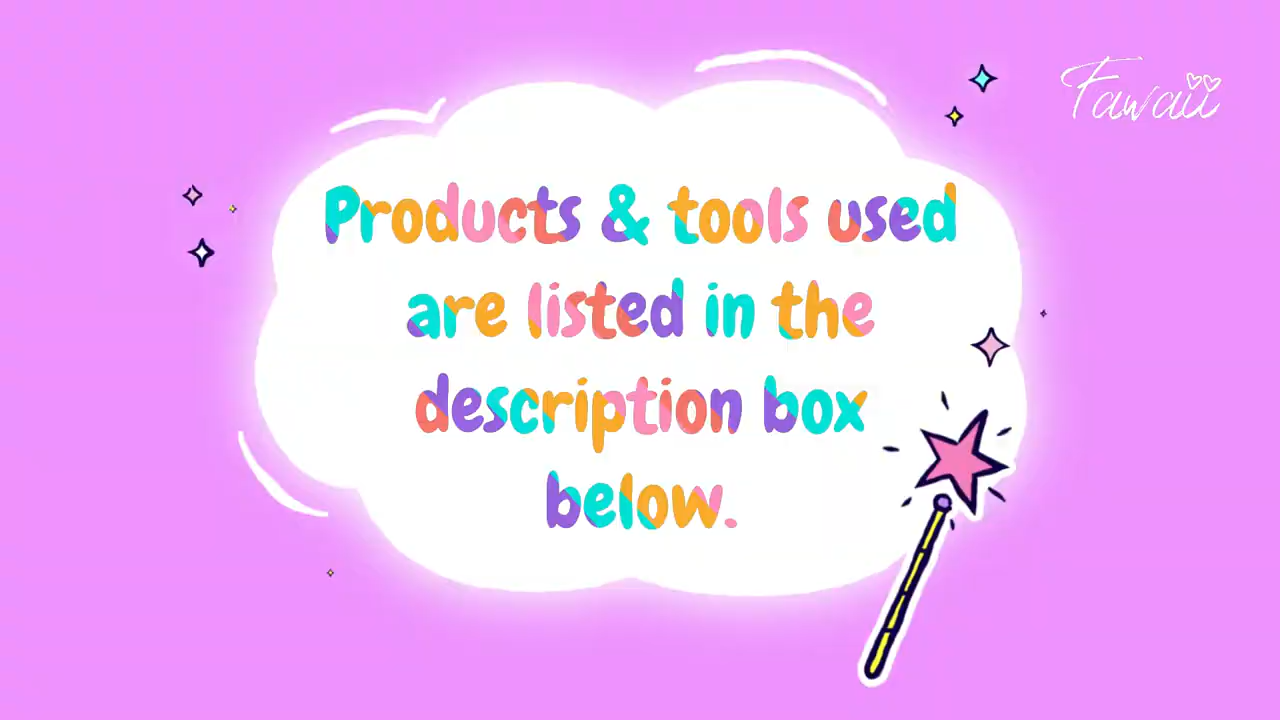 Fawaii
Products & tools used
are listed in the
description box
below.